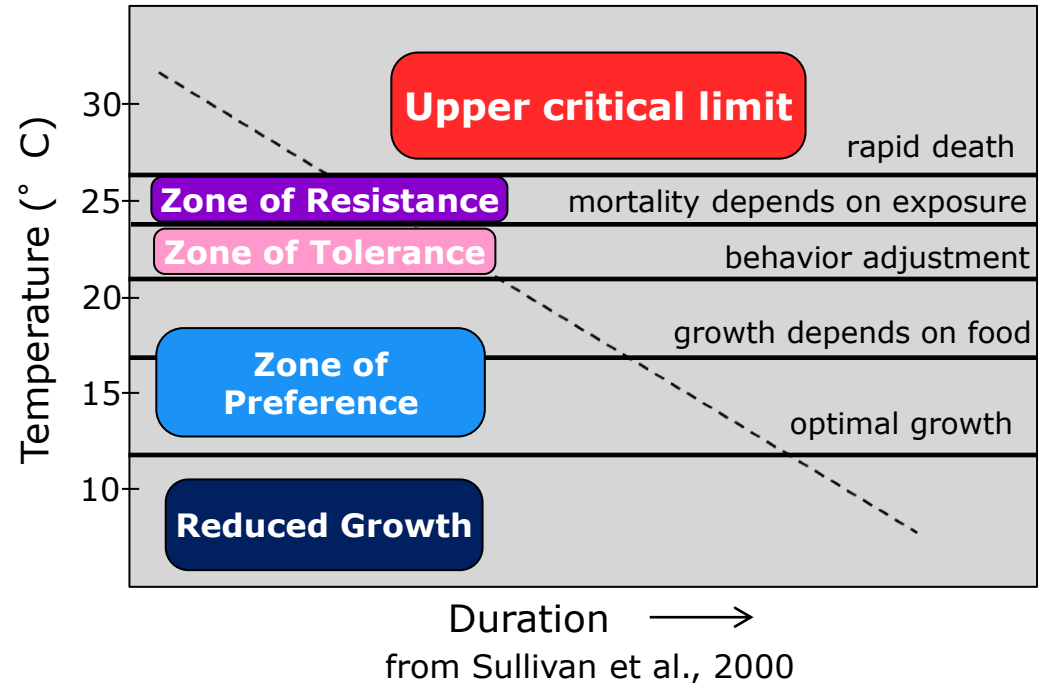 Temperature (° C)
30
25
20
15
10
Upper critical limit
rapid death
Zone of Resistance
mortality depends on exposure
Zone of Tolerance
behavior adjustment
growth depends on food
Zone of
Preference
optimal growth
Reduced Growth
Duration
from Sullivan et al., 2000